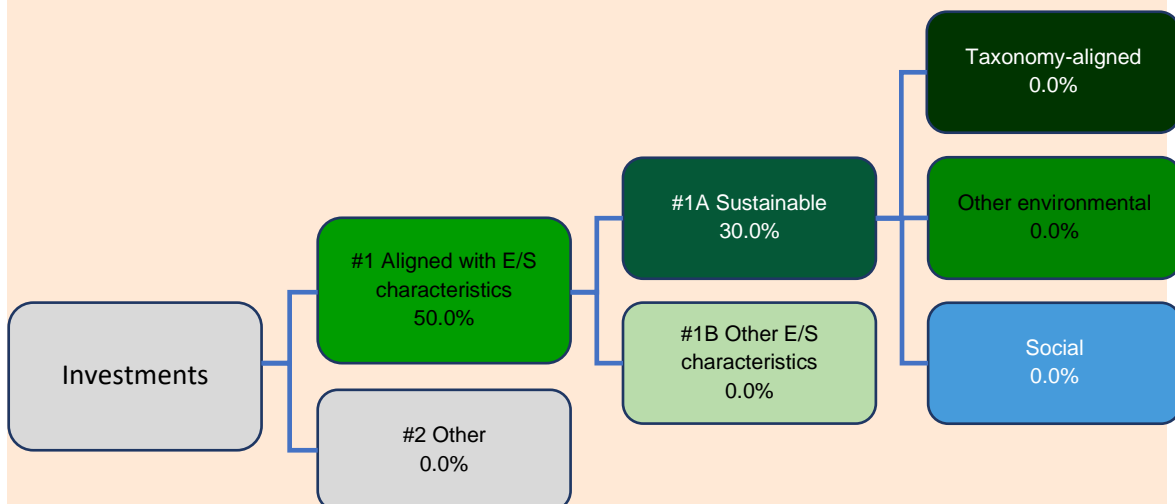 Investments
#1 Aligned with E/S
characteristics
50.0%
#2 Other
0.0%
#1A Sustainable
30.0%
#1B Other E/S
characteristics
0.0%
Taxonomy-aligned
0.0%
Other environmental
0.0%
Social
0.0%